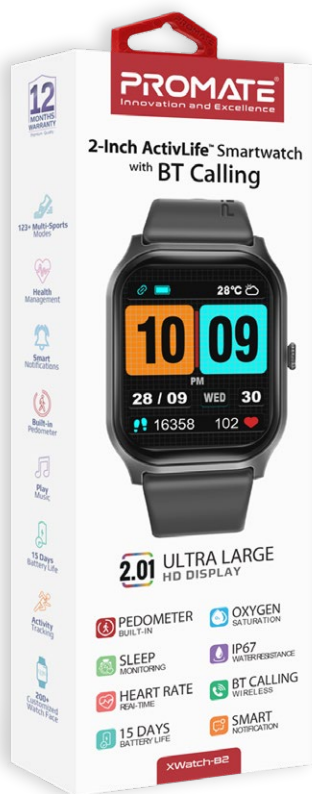 PROMATE®
Innovation and Excellence
2-Inch ActivLife™ Smartwatch
with BT Calling
12
MONTHS
WARRANTY
123+ Multi-Sports
Modes
Health
Management
Smart
Notifications
Built-in
Pedometer
Play
Music
15 Days
Battery Life
Activity
Tracking
200+
Customized
Watch Face
28°C
10 09
PM
28 / 09 WED 30
16358 102
2.01 ULTRA LARGE
HD DISPLAY
PEDOMETER
BUILT-IN
OXYGEN
SATURATION
SLEEP
MONITORING
IP67
WATER RESISTANCE
HEART RATE
REAL-TIME
BT CALLING
WIRELESS
15 DAYS
BATTERY LIFE
SMART
NOTIFICATION
XWatch-B2